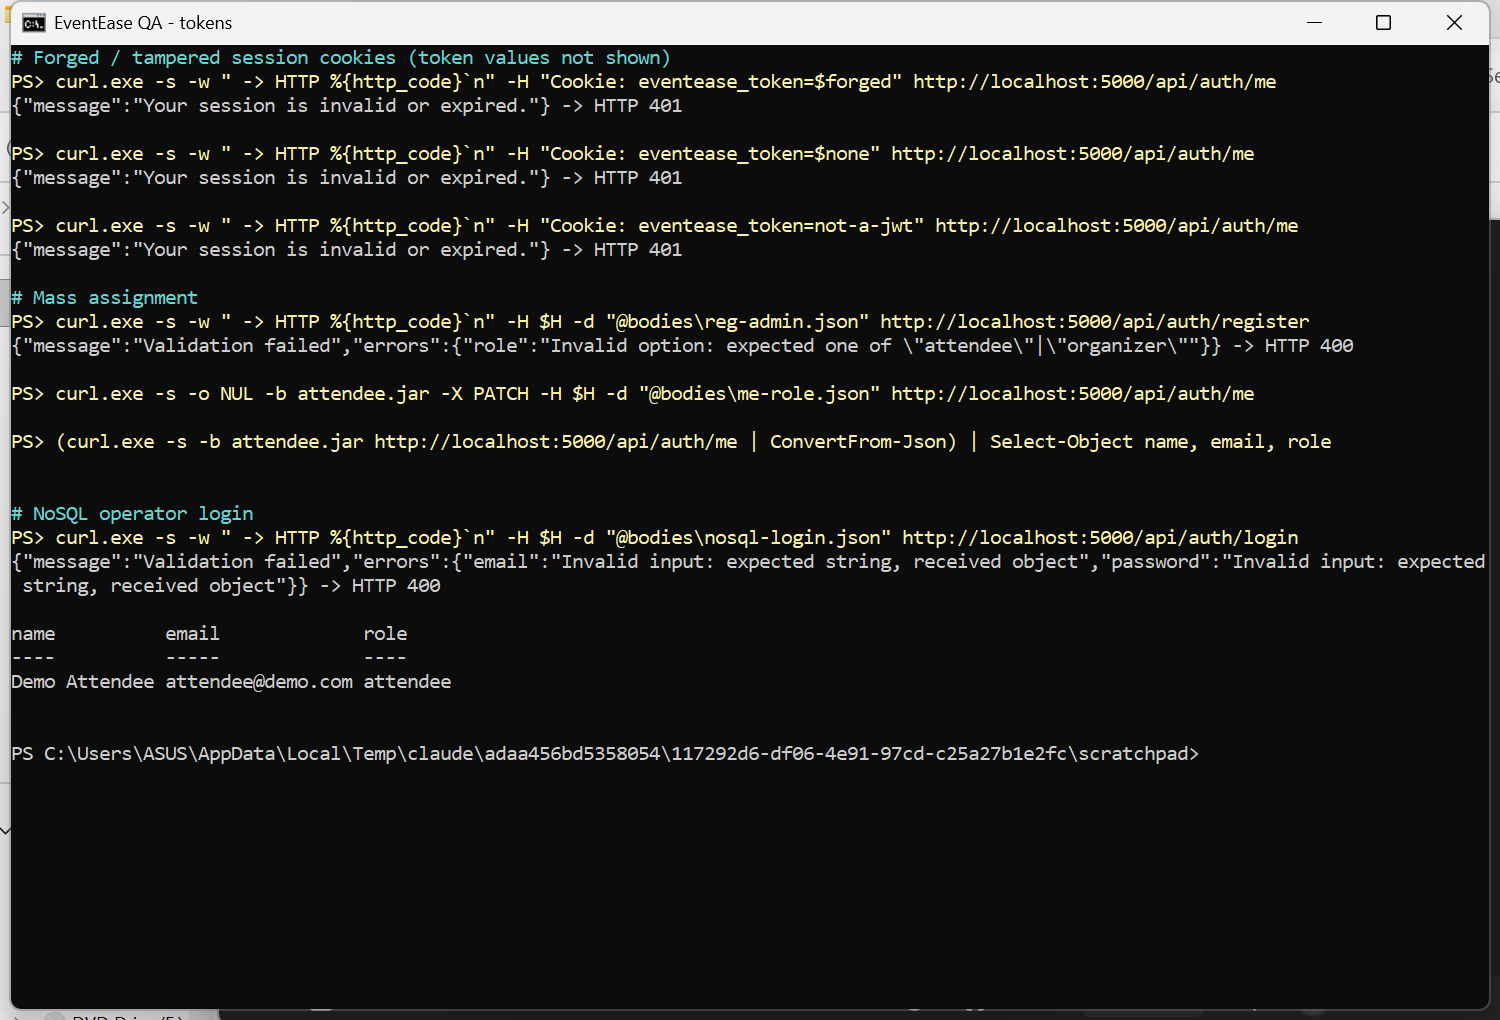 EventEase QA - tokens
# Forged / tampered session cookies (token values not shown)
PS> curl.exe -s -w " -> HTTP %{http_code}`n" -H "Cookie: eventease_token=$forged" http://localhost:5000/api/auth/me
{"message":"Your session is invalid or expired."} -> HTTP 401
PS> curl.exe -s -w " -> HTTP %{http_code}`n" -H "Cookie: eventease_token=$none" http://localhost:5000/api/auth/me
{"message":"Your session is invalid or expired."} -> HTTP 401
PS> curl.exe -s -w " -> HTTP %{http_code}`n" -H "Cookie: eventease_token=not-a-jwt" http://localhost:5000/api/auth/me
{"message":"Your session is invalid or expired."} -> HTTP 401
# Mass assignment
PS> curl.exe -s -w " -> HTTP %{http_code}`n" -H $H -d "@bodies\reg-admin.json" http://localhost:5000/api/auth/register
{"message":"Validation failed","errors":{"role":"Invalid option: expected one of \"attendee\"|\"organizer\""}} -> HTTP 400
PS> curl.exe -s -o NUL -b attendee.jar -X PATCH -H $H -d "@bodies\me-role.json" http://localhost:5000/api/auth/me
PS> (curl.exe -s -b attendee.jar http://localhost:5000/api/auth/me | ConvertFrom-Json) | Select-Object name, email, role
# NoSQL operator login
PS> curl.exe -s -w " -> HTTP %{http_code}`n" -H $H -d "@bodies\nosql-login.json" http://localhost:5000/api/auth/login
{"message":"Validation failed","errors":{"email":"Invalid input: expected string, received object","password":"Invalid input: expected
 string, received object"}} -> HTTP 400
name          email             role
----          -----             ----
Demo Attendee attendee@demo.com attendee
PS C:\Users\ASUS\AppData\Local\Temp\claude\adaa456bd5358054\117292d6-df06-4e91-97cd-c25a27b1e2fc\scratchpad>